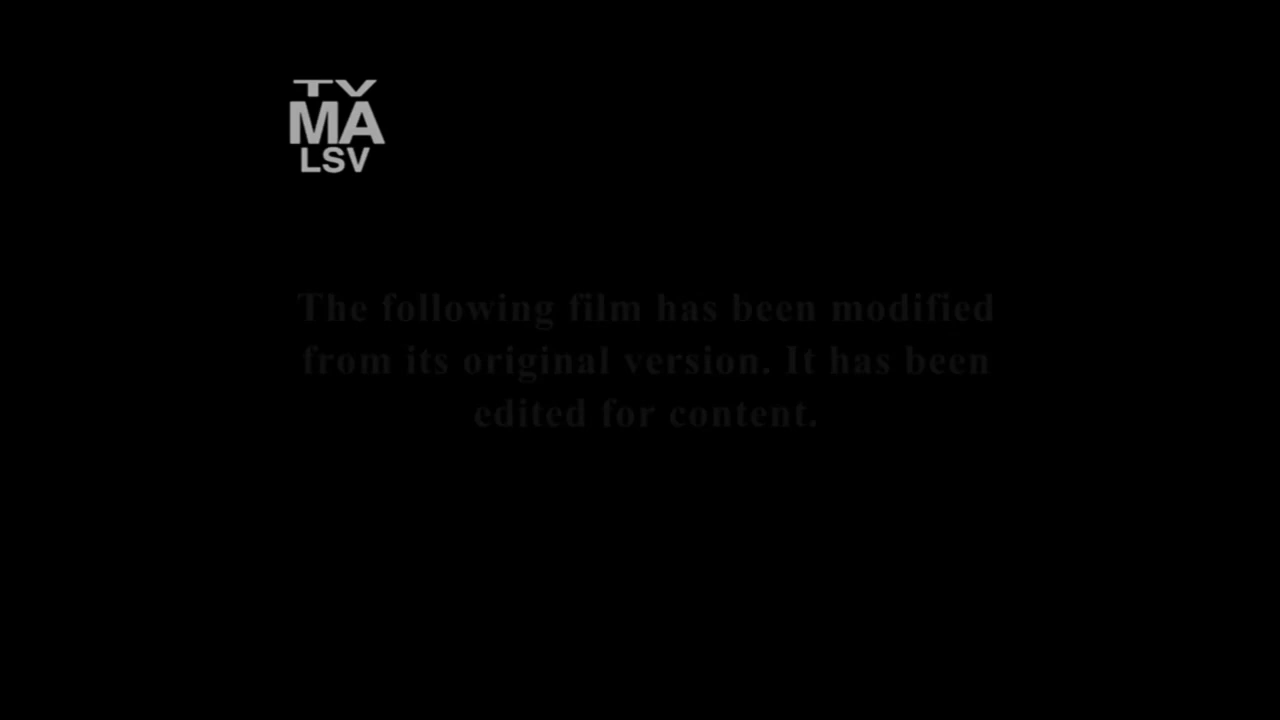 TV
MA
LSV
The following film has been modified
from its original version. It has been
edited for content.